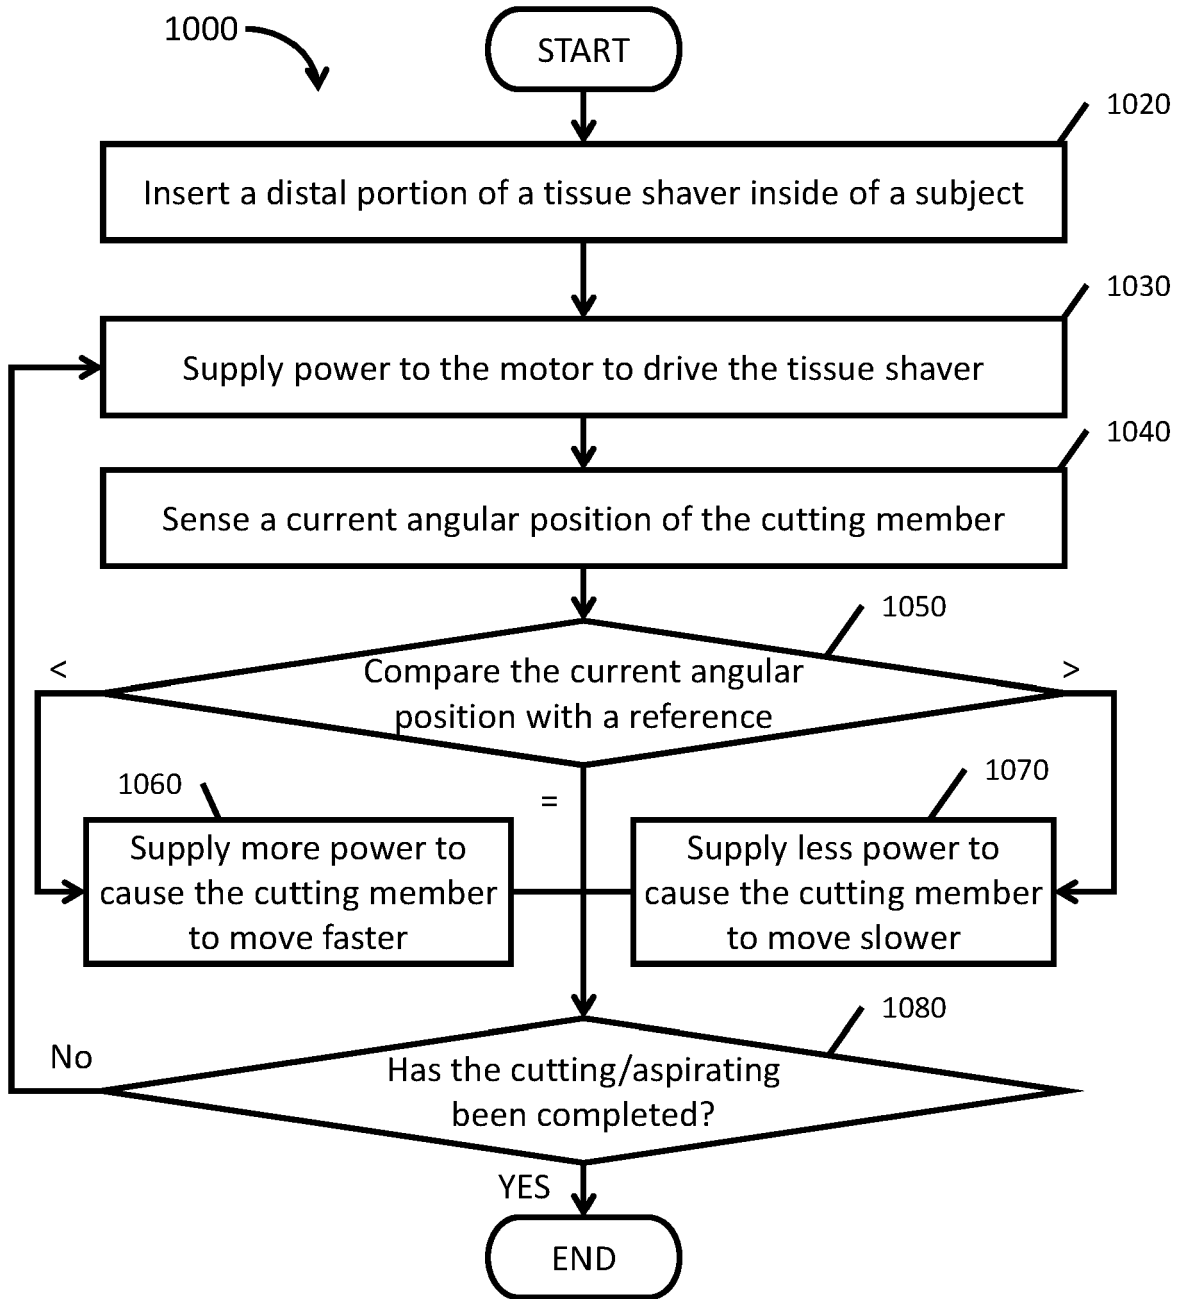 1000
START
1020
Insert a distal portion of a tissue shaver inside of a subject
1030
Supply power to the motor to drive the tissue shaver
1040
Sense a current angular position of the cutting member
1050
<
Compare the current angular
position with a reference
>
1060
=
1070
Supply more power to
cause the cutting member
to move faster
Supply less power to
cause the cutting member
to move slower
1080
No
Has the cutting/aspirating
been completed?
YES
END